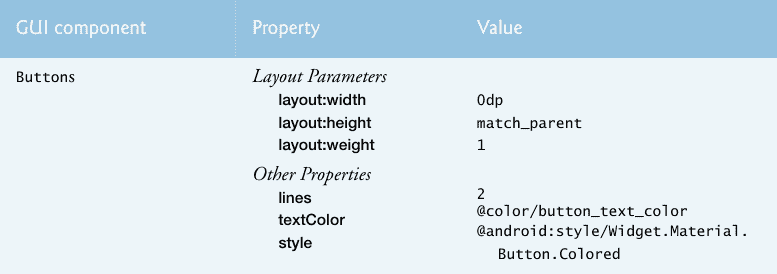 GUI component Property Value
Buttons Layout Parameters
layout:width 0dp
layout:height match_parent
layout:weight 1
Other Properties
lines 2
textColor @color/button_text_color
style @android:style/Widget.Material.
Button.Colored